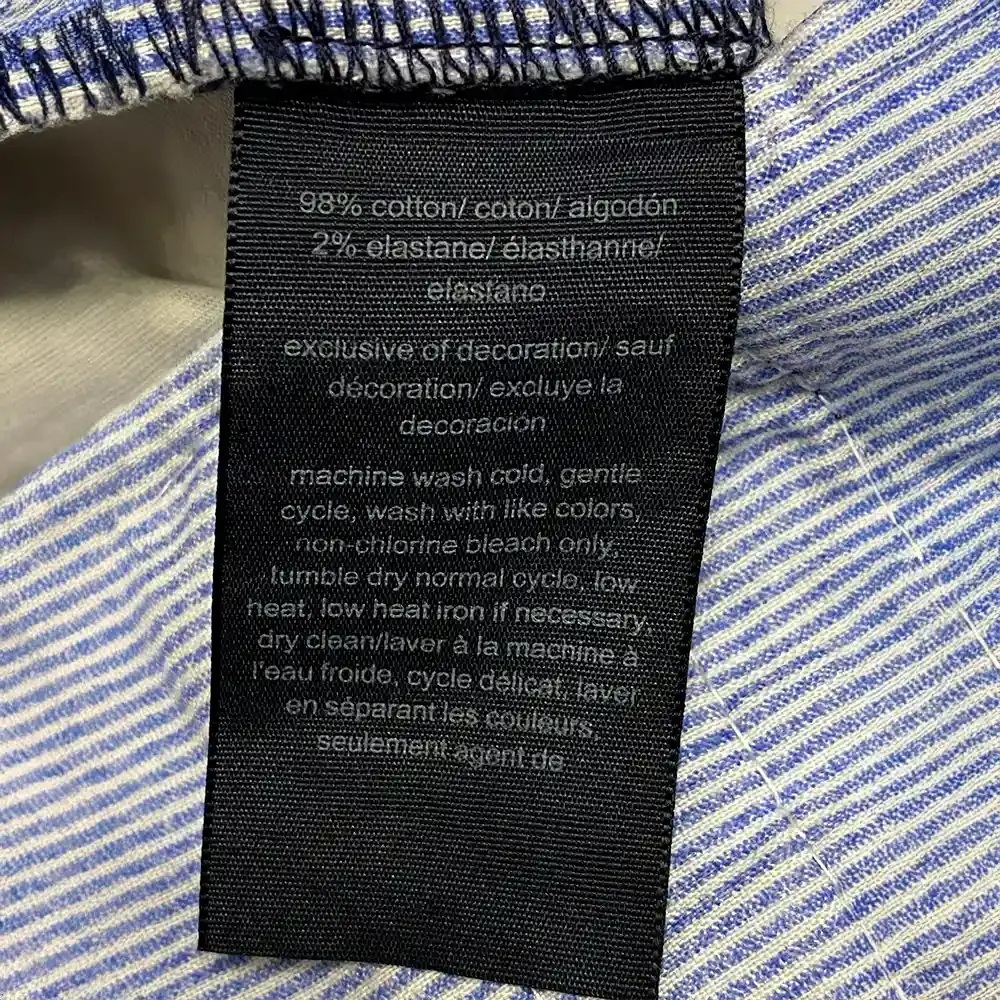 98% cotton/ coton/ algodón
2% elastane/ élasthanne/
elastano
exclusive of decoration/ sauf
décoration/ excluye la
decoración
machine wash cold, gentle
cycle, wash with like colors,
non-chlorine bleach only,
tumble dry normal cycle, low
heat, low heat iron if necessary,
dry clean/laver à la machine à
l'eau froide, cycle délicat, laver
en séparant les couleurs,
seulement agent de